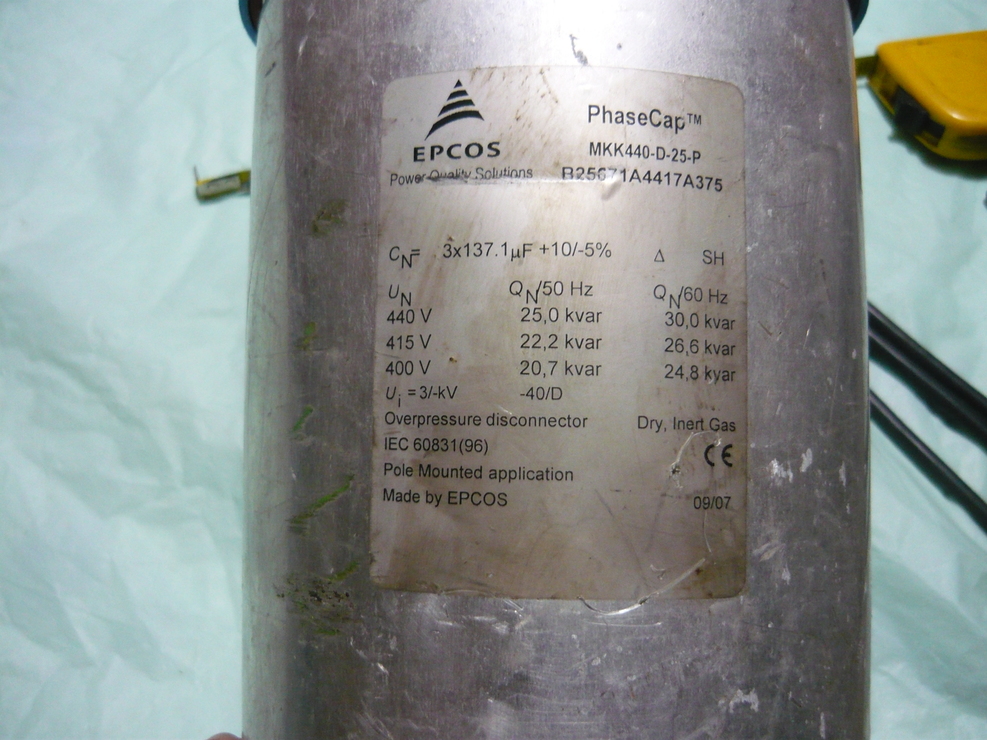 EPCOS
Power Quality Solutions
PhaseCap™
MKK440-D-25-P
B25671A4417A375
C_N= 3x137.1µF +10/-5% Δ SH
U_N Q_N/50 Hz Q_N/60 Hz
440 V 25,0 kvar 30,0 kvar
415 V 22,2 kvar 26,6 kvar
400 V 20,7 kvar 24,8 kvar
U_i =3/-kV -40/D
Overpressure disconnector Dry, Inert Gas
IEC 60831(96) CE
Pole Mounted application
Made by EPCOS 09/07